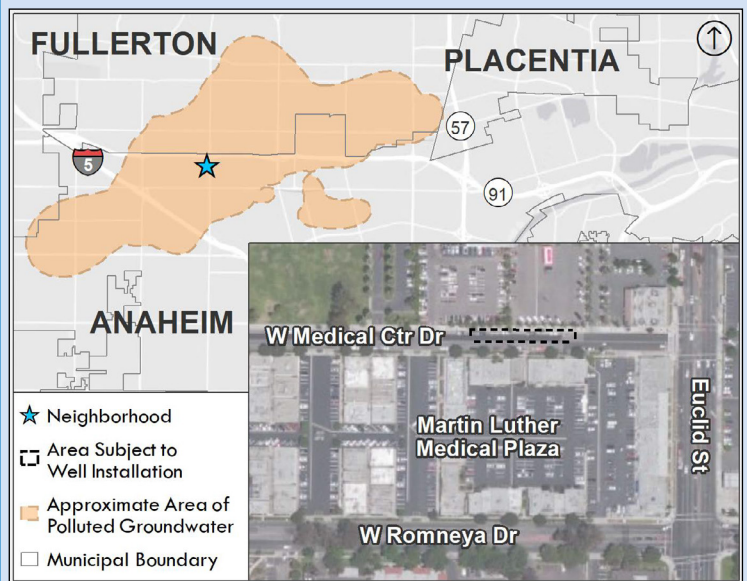 FULLERTON
PLACENTIA
57
5
91
ANAHEIM
W Medical Ctr Dr
Euclid St
Martin Luther
Medical Plaza
W Romneya Dr
Neighborhood
Area Subject to
Well Installation
Approximate Area of
Polluted Groundwater
Municipal Boundary